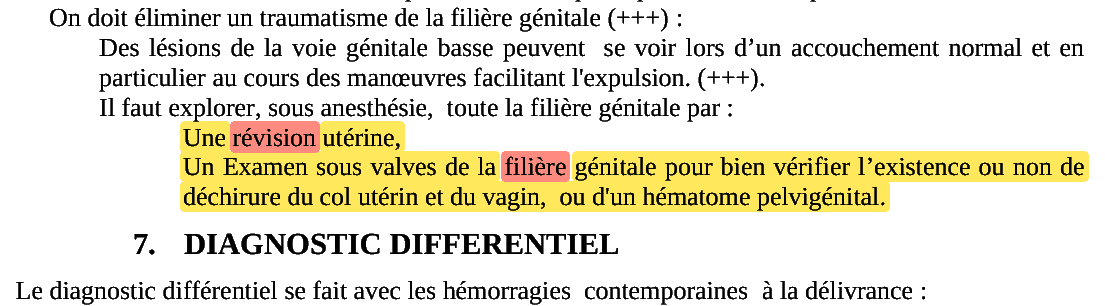 On doit éliminer un traumatisme de la filière génitale (+++) :
Des lésions de la voie génitale basse peuvent se voir lors d’un accouchement normal et en
particulier au cours des manœuvres facilitant l'expulsion. (+++).
Il faut explorer, sous anesthésie, toute la filière génitale par :
Une révision utérine,
Un Examen sous valves de la filière génitale pour bien vérifier l’existence ou non de
déchirure du col utérin et du vagin, ou d'un hématome pelvigénital.
7. DIAGNOSTIC DIFFERENTIEL
Le diagnostic différentiel se fait avec les hémorragies contemporaines à la délivrance :